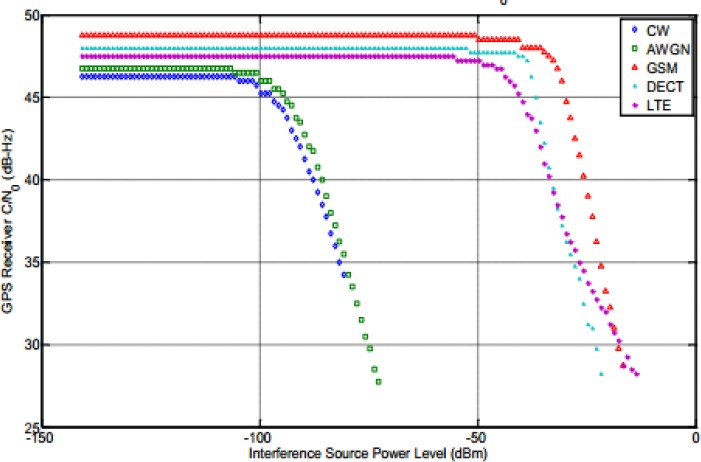 0
50
45
40
35
30
25
GPS Receiver C/N0 (dB-Hz)
CW
AWGN
GSM
DECT
LTE
-150
-100
-50
0
Interference Source Power Level (dBm)